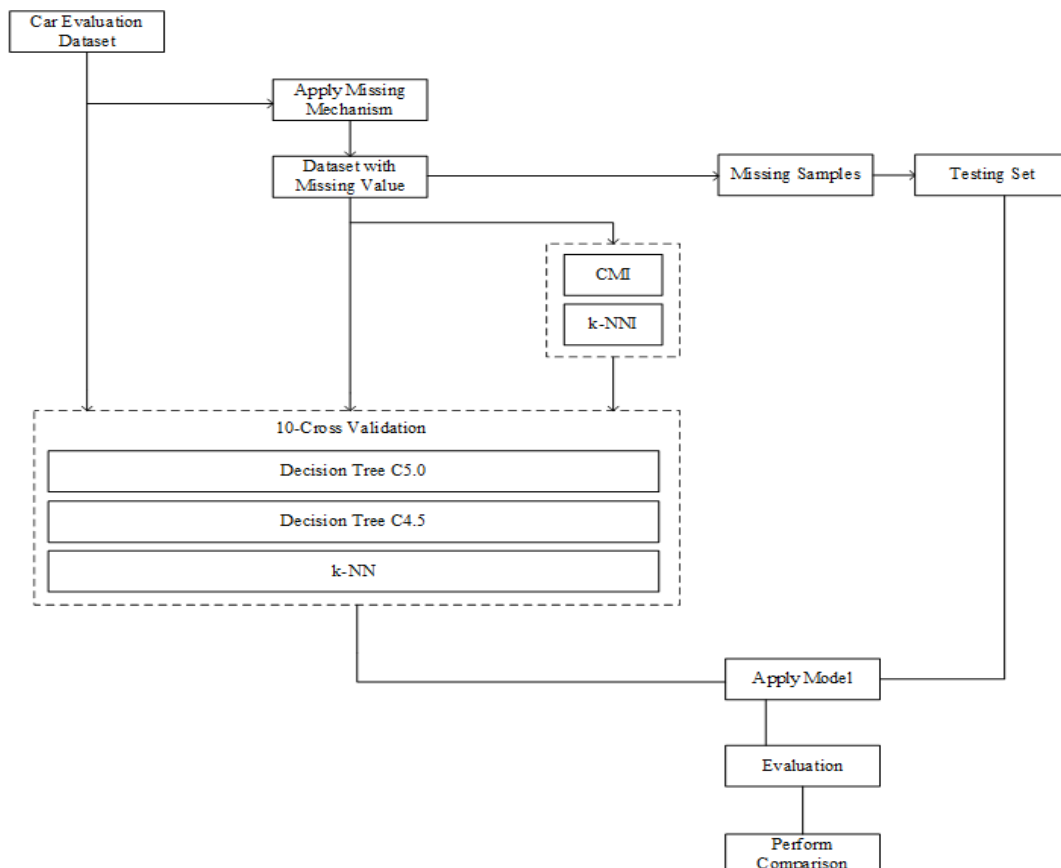 Car Evaluation
Dataset
Apply Missing
Mechanism
Dataset with
Missing Value
Missing Samples
Testing Set
CMI
k-NNI
10-Cross Validation
Decision Tree C5.0
Decision Tree C4.5
k-NN
Apply Model
Evaluation
Perform
Comparison